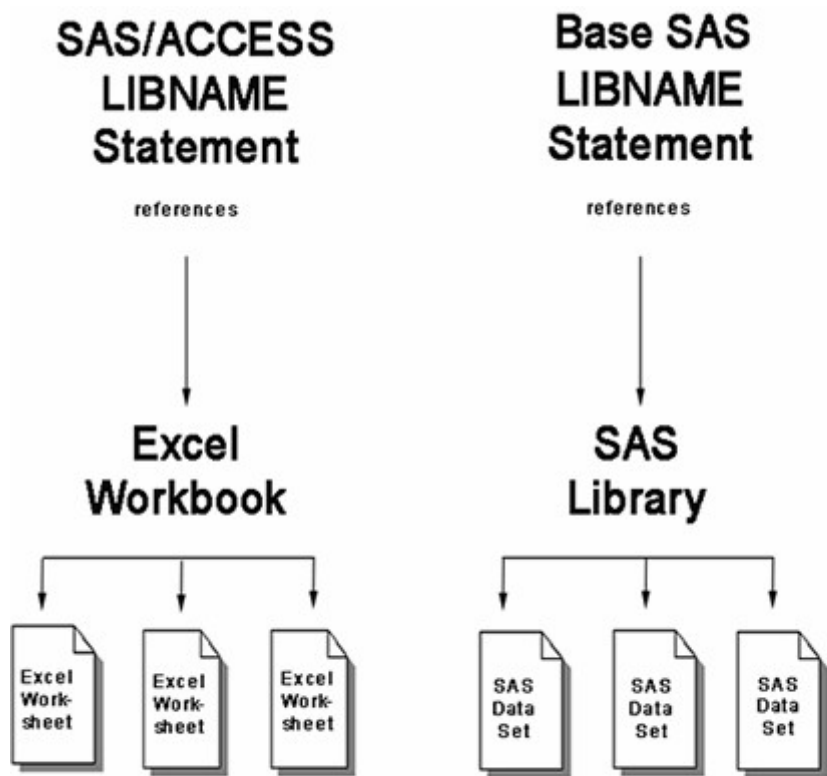 SAS/ACCESS
LIBNAME
Statement
references
Excel
Workbook
Excel
Work-
sheet
Excel
Work-
sheet
Excel
Work-
sheet
Base SAS
LIBNAME
Statement
references
SAS
Library
SAS
Data
Set
SAS
Data
Set
SAS
Data
Set